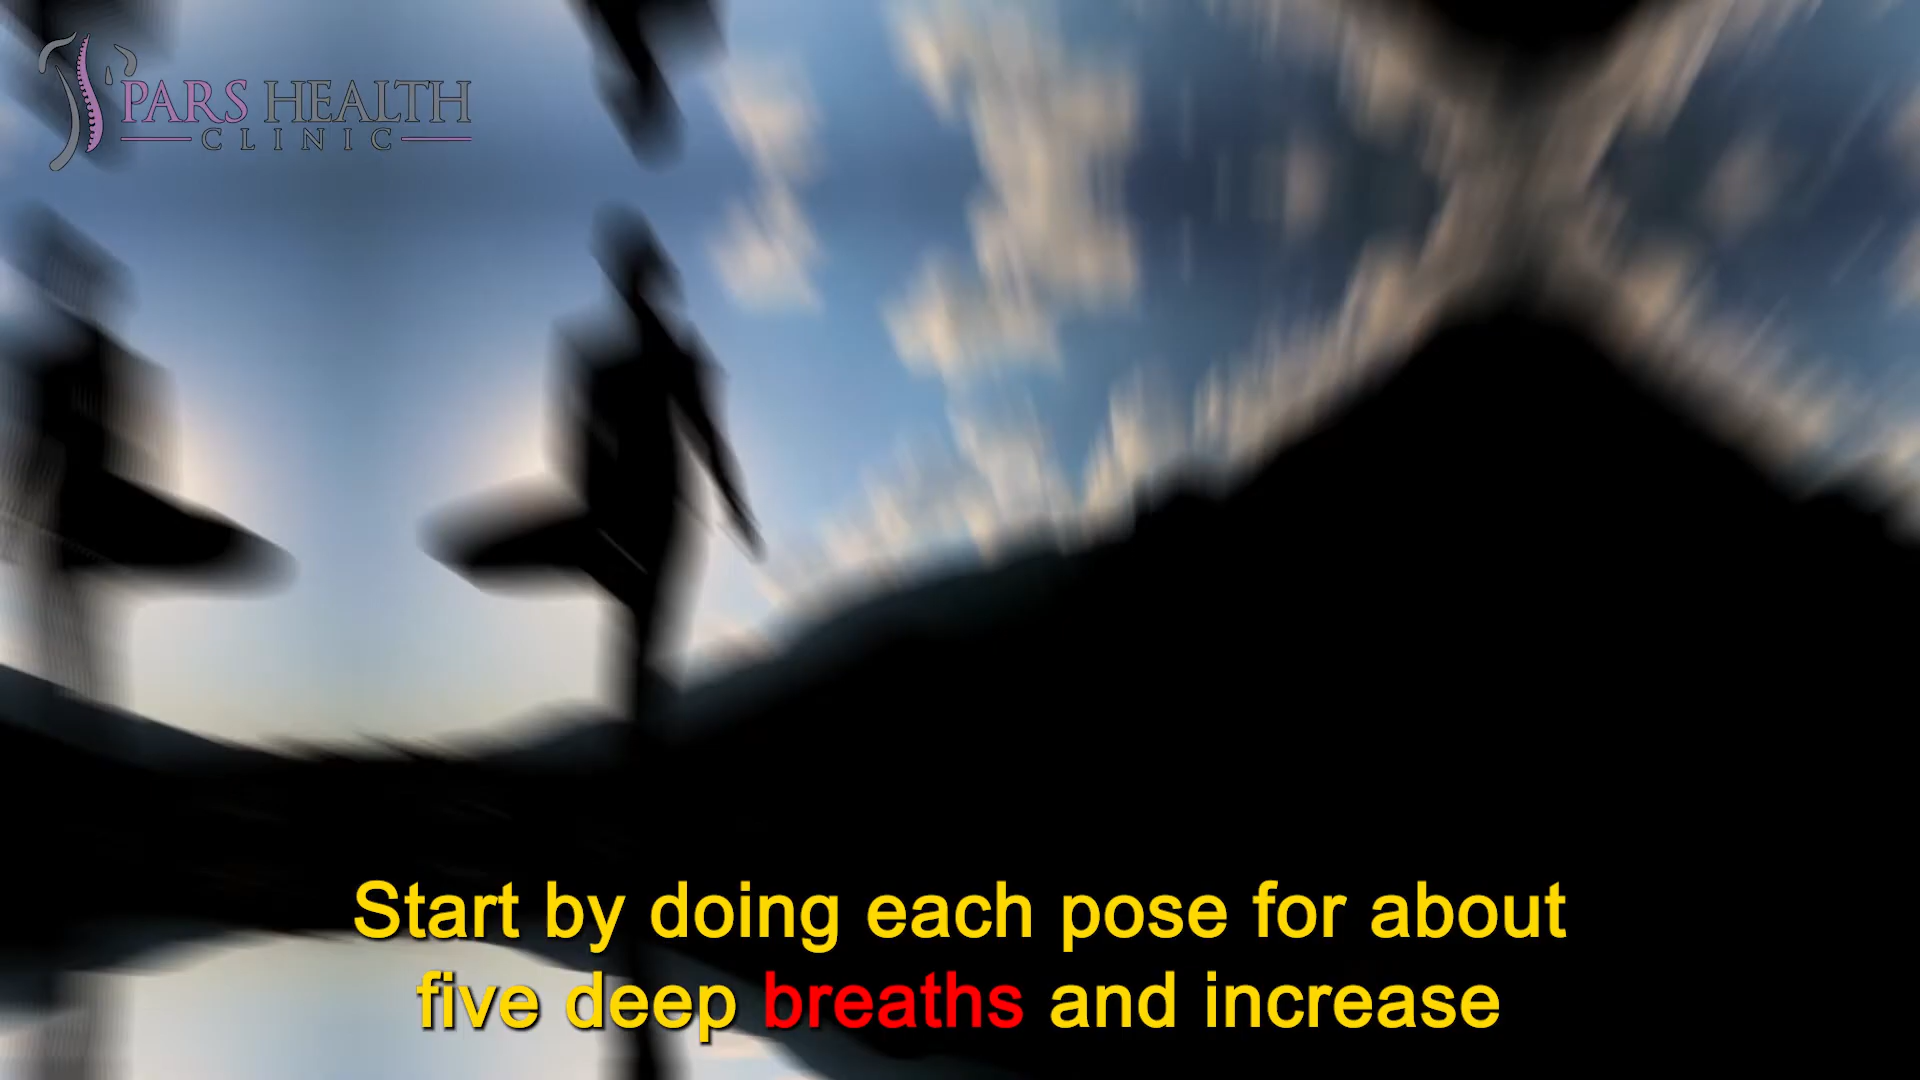 PARS HEALTH
CLINIC
Start by doing each pose for about
five deep breaths and increase